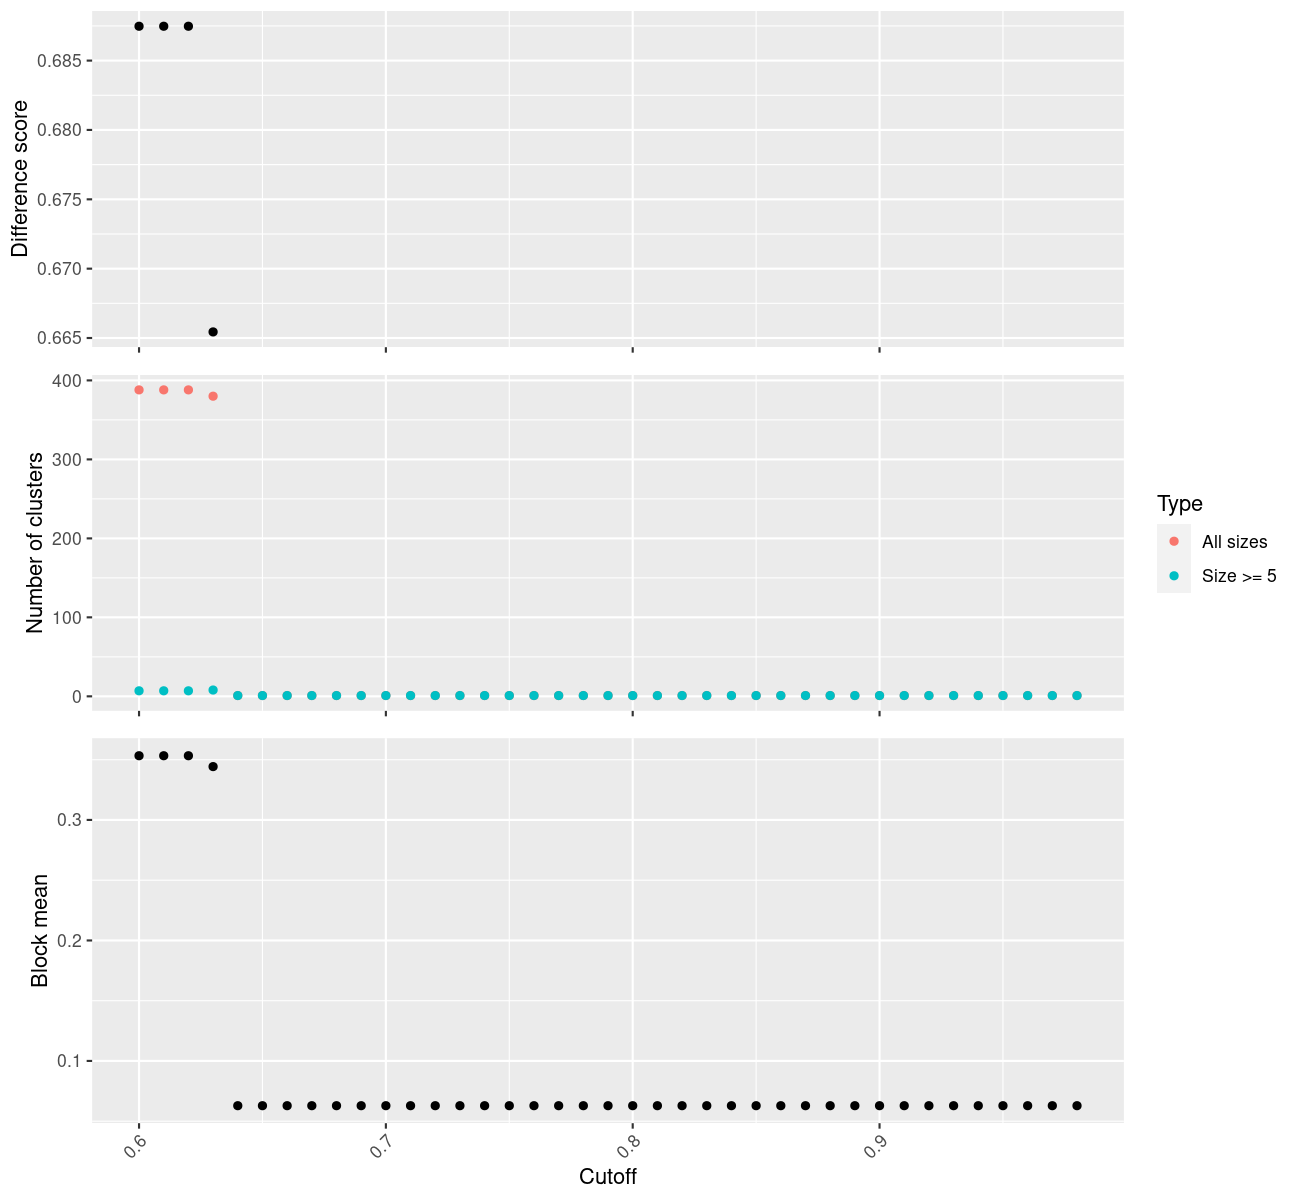 Difference score
0.685
0.680
0.675
0.670
0.665
Number of clusters
400
300
200
100
0
Type
All sizes
Size >= 5
Block mean
0.3
0.2
0.1
0.6
0.7
0.8
0.9
Cutoff